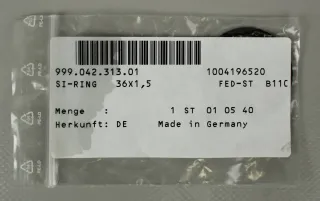 999.042.313.01 1004196520
SI-RING 36x1,5 FED-ST B11C
Menge : 1 ST 01 05 40
Herkunft: DE Made in Germany